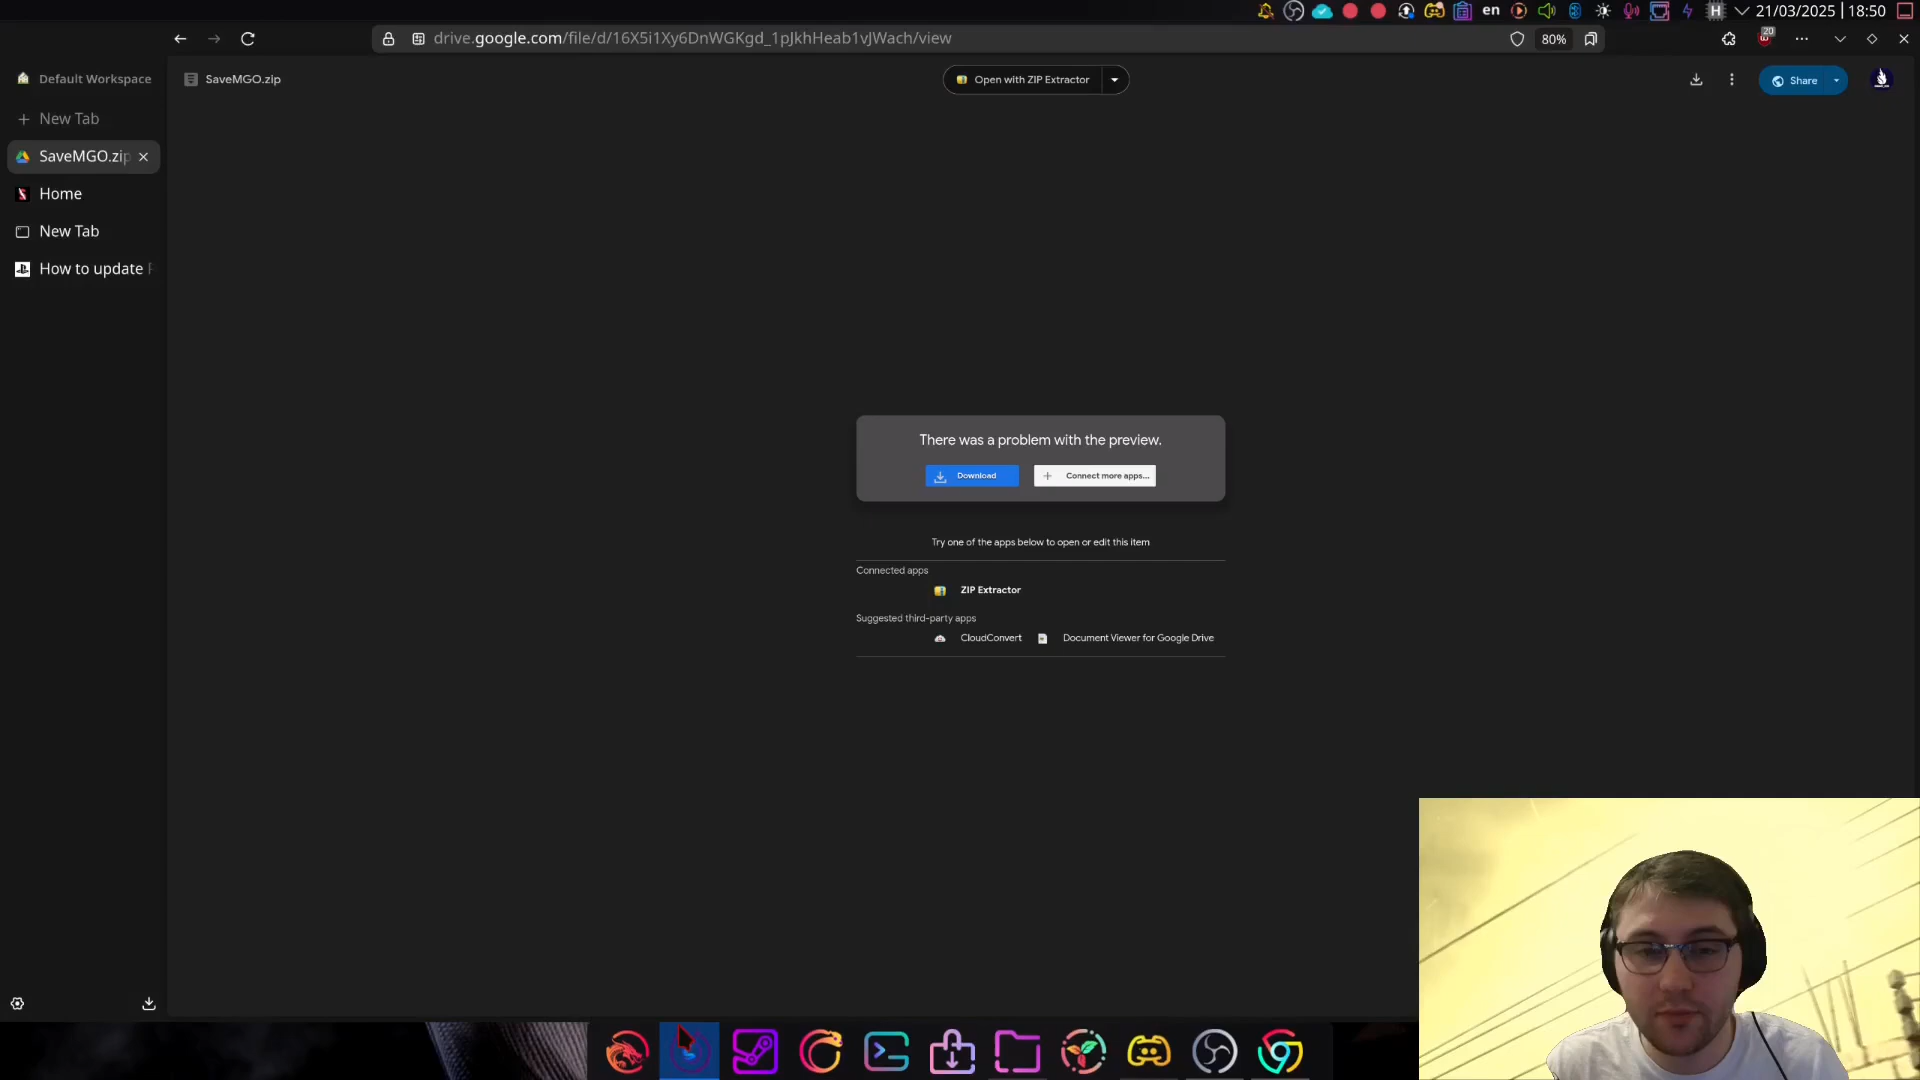 en
21/03/2025 18:50
drive.google.com/file/d/16X5i1Xy6DnWGKgd_1pJkhHeab1vJWach/view
80%
20
Default Workspace
SaveMGO.zip
Open with ZIP Extractor
Share
New Tab
SaveMGO.zip
Home
New Tab
How to update
There was a problem with the preview.
Download
Connect more apps...
Try one of the apps below to open or edit this item
Connected apps
ZIP Extractor
Suggested third-party apps
CloudConvert
Document Viewer for Google Drive